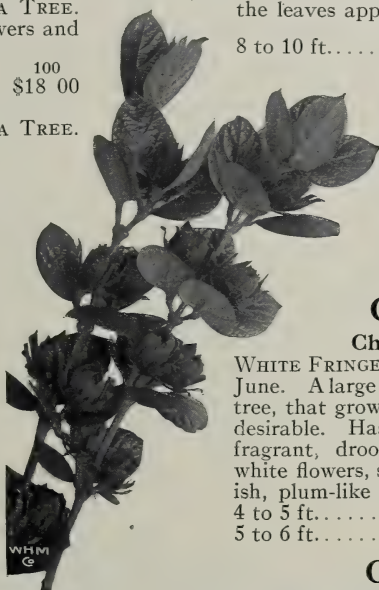 A TREE.
wers and
100
$18 00
A TREE.
WHM
Co
the leaves app
8 to 10 ft.....
C
Ch
WHITE FRINGE
June. A large
tree, that grow
desirable. Ha
fragrant, droo
white flowers, s
ish, plum-like
4 to 5 ft......
5 to 6 ft......
C